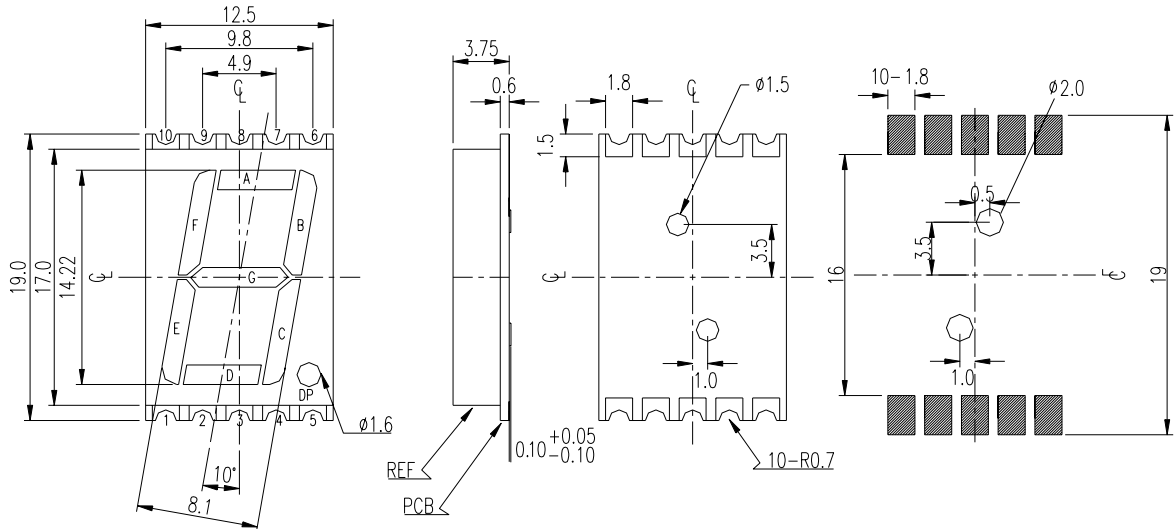 12.5
9.8
4.9
℄
10 9 8 7 6
A
F
B
G
E
C
D
DP
1 2 3 4 5
19.0
17.0
14.22
℄
ø1.6
10°
8.1
3.75
0.6
REF
PCB
0.10 +0.05 -0.10
1.8
℄
ø1.5
1.5
3.5
℄
1.0
10-R0.7
10-1.8
ø2.0
0.5
3.5
16
19
℄
1.0